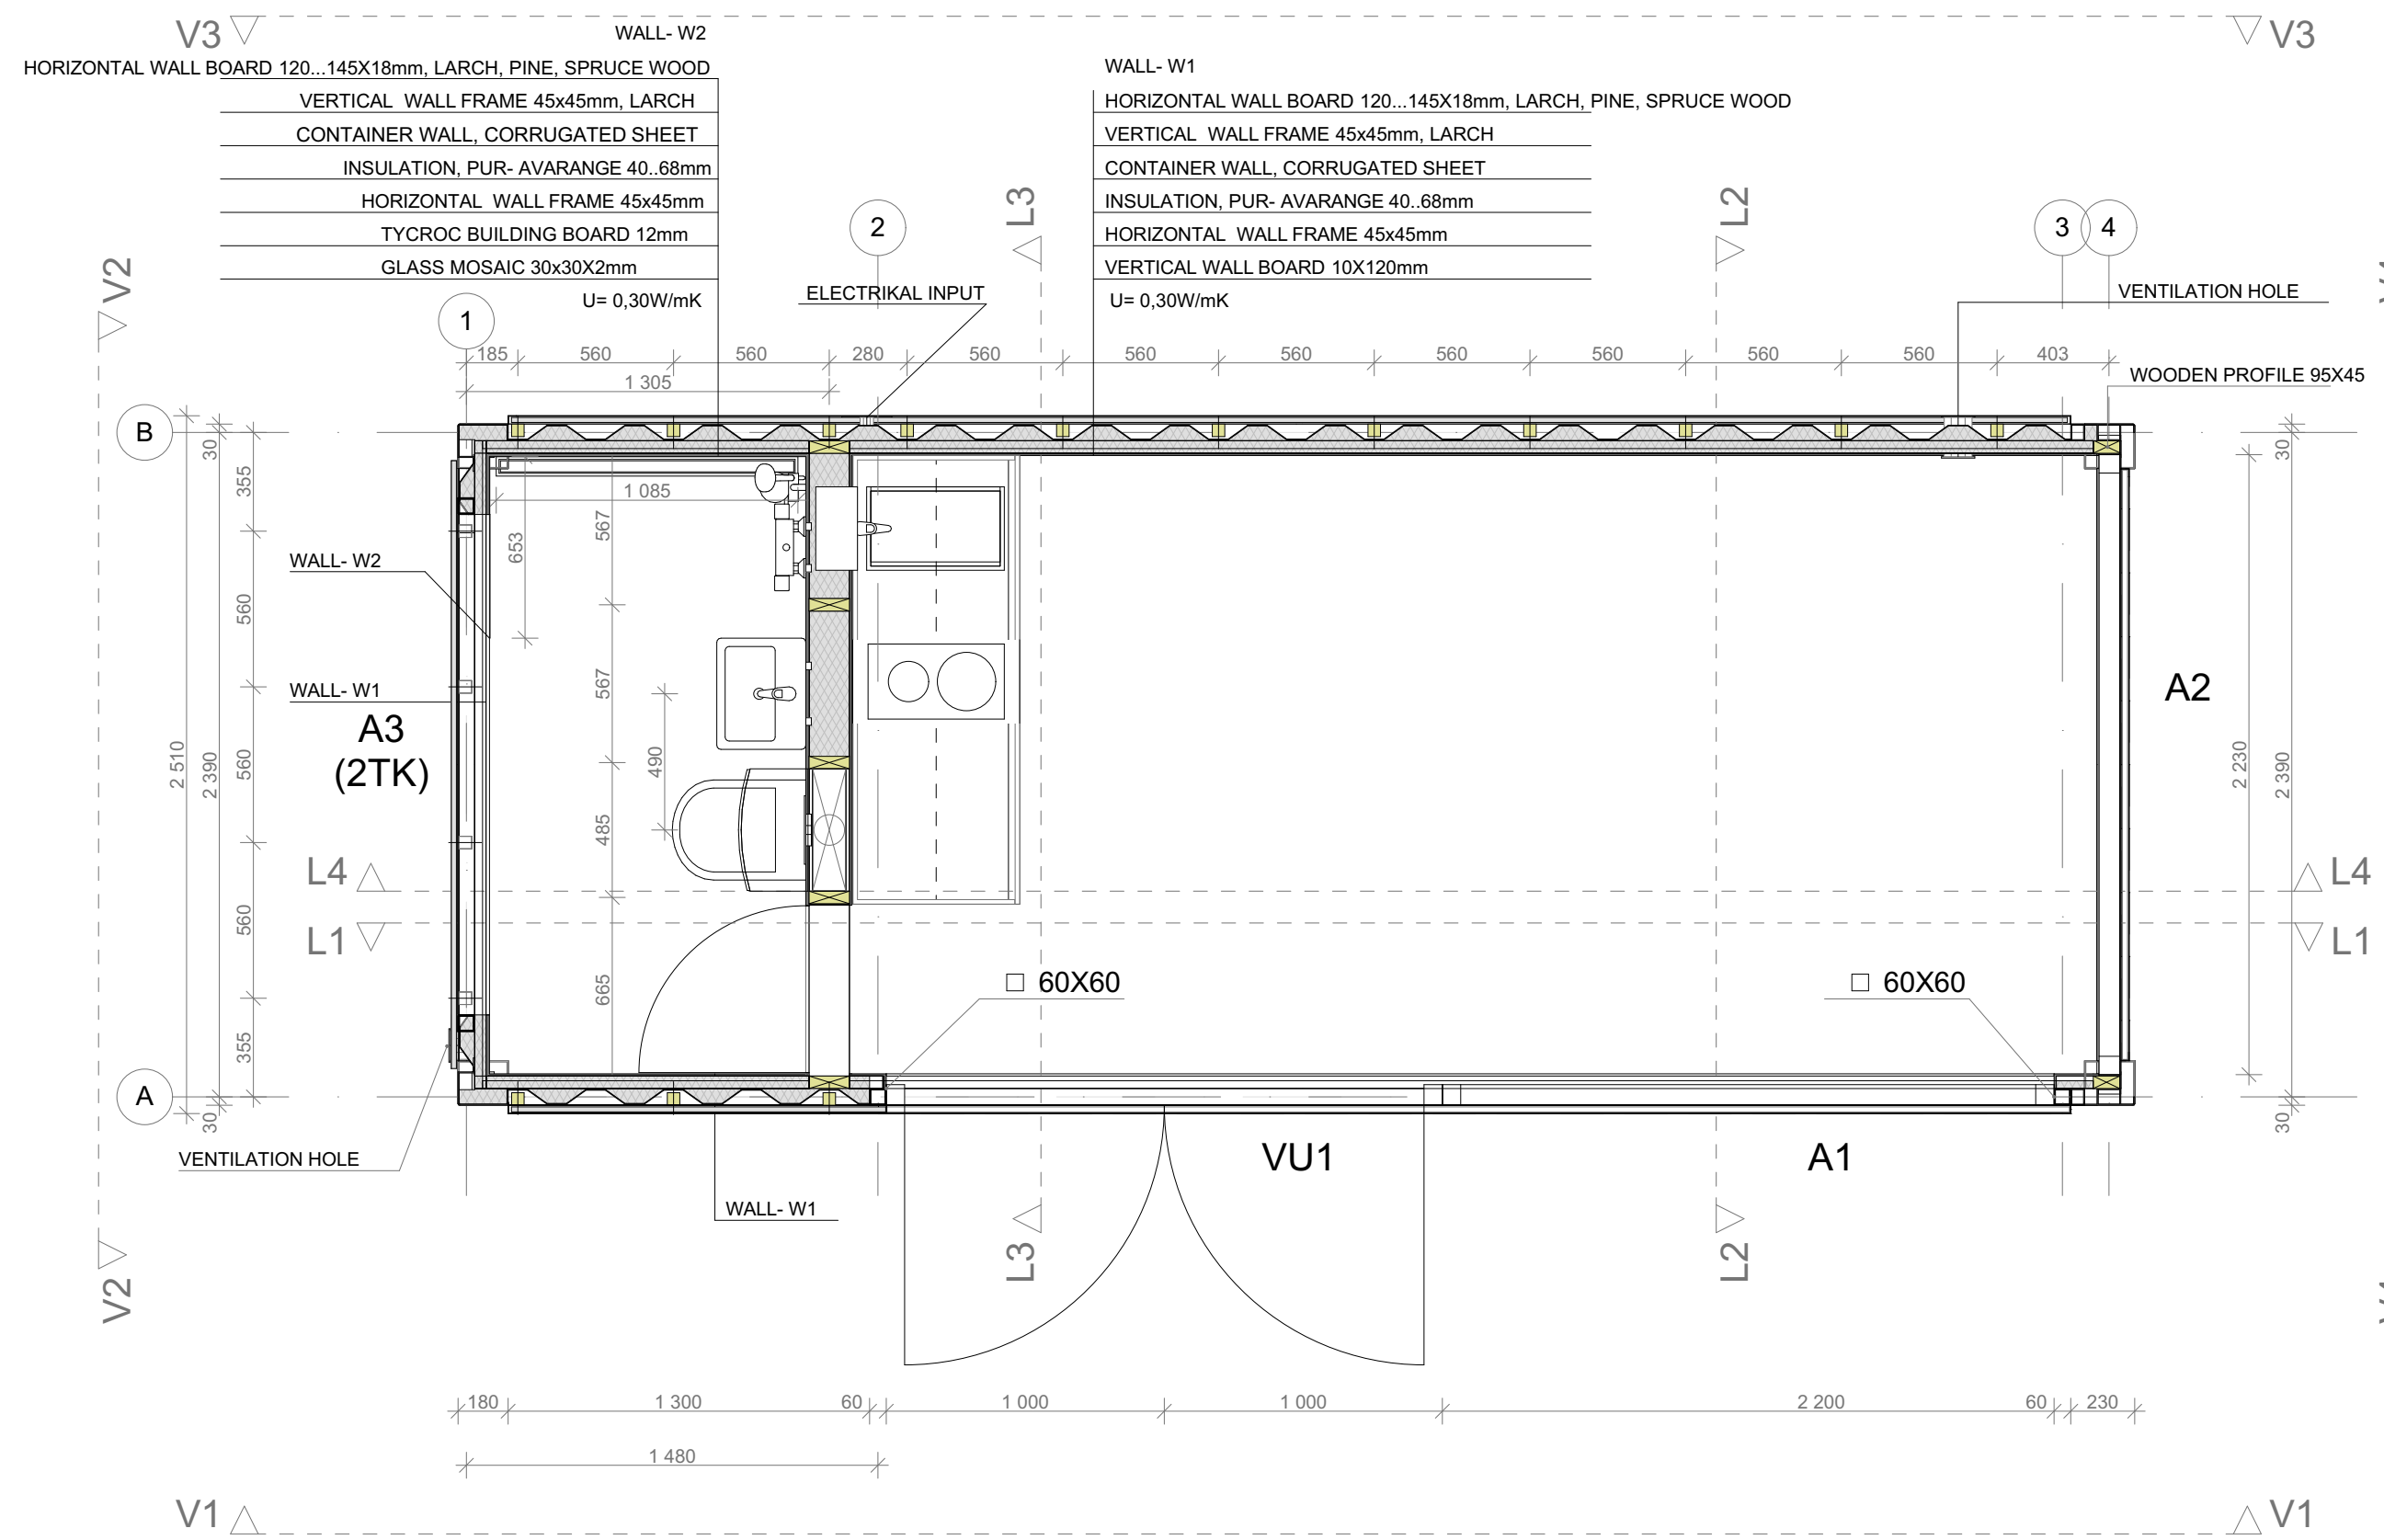 V3
V3
WALL- W2
HORIZONTAL WALL BOARD 120...145X18mm, LARCH, PINE, SPRUCE WOOD
VERTICAL WALL FRAME 45x45mm, LARCH
CONTAINER WALL, CORRUGATED SHEET
INSULATION, PUR- AVARANGE 40..68mm
HORIZONTAL WALL FRAME 45x45mm
TYCROC BUILDING BOARD 12mm
GLASS MOSAIC 30x30X2mm
U= 0,30W/mK
WALL- W1
HORIZONTAL WALL BOARD 120...145X18mm, LARCH, PINE, SPRUCE WOOD
VERTICAL WALL FRAME 45x45mm, LARCH
CONTAINER WALL, CORRUGATED SHEET
INSULATION, PUR- AVARANGE 40..68mm
HORIZONTAL WALL FRAME 45x45mm
VERTICAL WALL BOARD 10X120mm
U= 0,30W/mK
L3
L2
2
3
4
V2
1
ELECTRIKAL INPUT
VENTILATION HOLE
185
560
560
280
560
560
560
560
560
560
560
403
1 305
WOODEN PROFILE 95X45
B
30
355
560
560
560
355
30
2 510
2 390
1 085
653
567
567
490
485
665
WALL- W2
WALL- W1
A3
(2TK)
A2
30
2 230
2 390
30
L4
L4
L1
L1
60X60
60X60
A
VENTILATION HOLE
WALL- W1
VU1
A1
V2
L3
L2
180
1 300
60
1 000
1 000
2 200
60
230
1 480
V1
V1